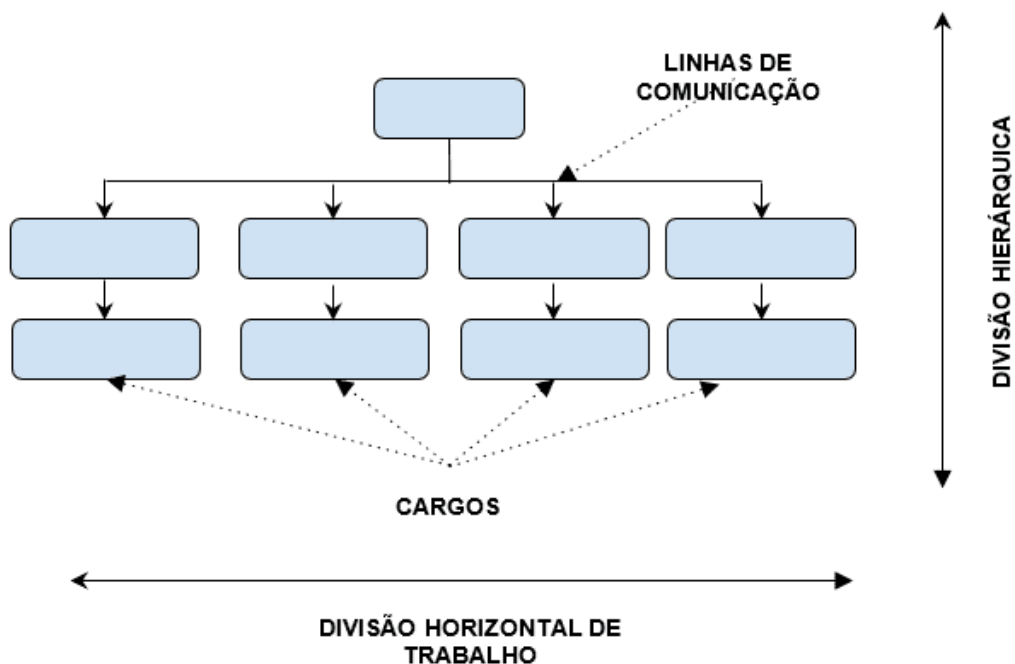 LINHAS DE
COMUNICAÇÃO
DIVISÃO HIERÁRQUICA
CARGOS
DIVISÃO HORIZONTAL DE
TRABALHO